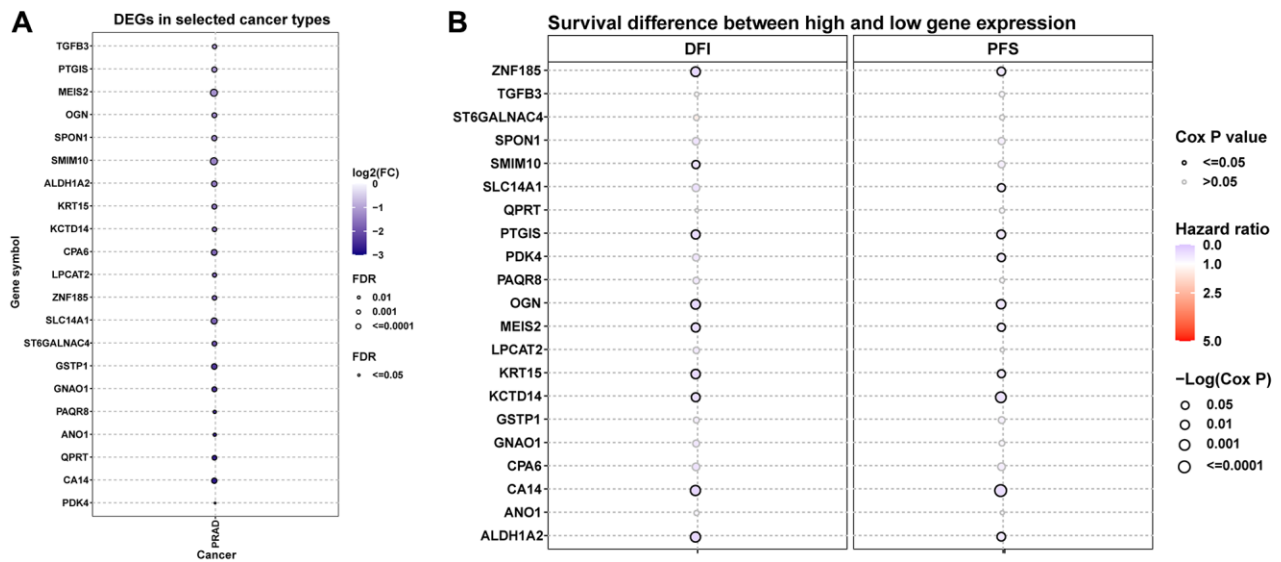 A
DEGs in selected cancer types
Gene symbol
TGFB3
PTGIS
MEIS2
OGN
SPON1
SMIM10
ALDH1A2
KRT15
KCTD14
CPA6
LPCAT2
ZNF185
SLC14A1
ST6GALNAC4
GSTP1
GNAO1
PAQR8
ANO1
QPRT
CA14
PDK4
PRAD
Cancer
log2(FC)
0
−1
−2
−3
FDR
0.01
0.001
<=0.0001
FDR
<=0.05
B
Survival difference between high and low gene expression
DFI PFS
ZNF185
TGFB3
ST6GALNAC4
SPON1
SMIM10
SLC14A1
QPRT
PTGIS
PDK4
PAQR8
OGN
MEIS2
LPCAT2
KRT15
KCTD14
GSTP1
GNAO1
CPA6
CA14
ANO1
ALDH1A2
Cox P value
<=0.05
>0.05
Hazard ratio
0.0
1.0
2.5
5.0
−Log(Cox P)
0.05
0.01
0.001
<=0.0001